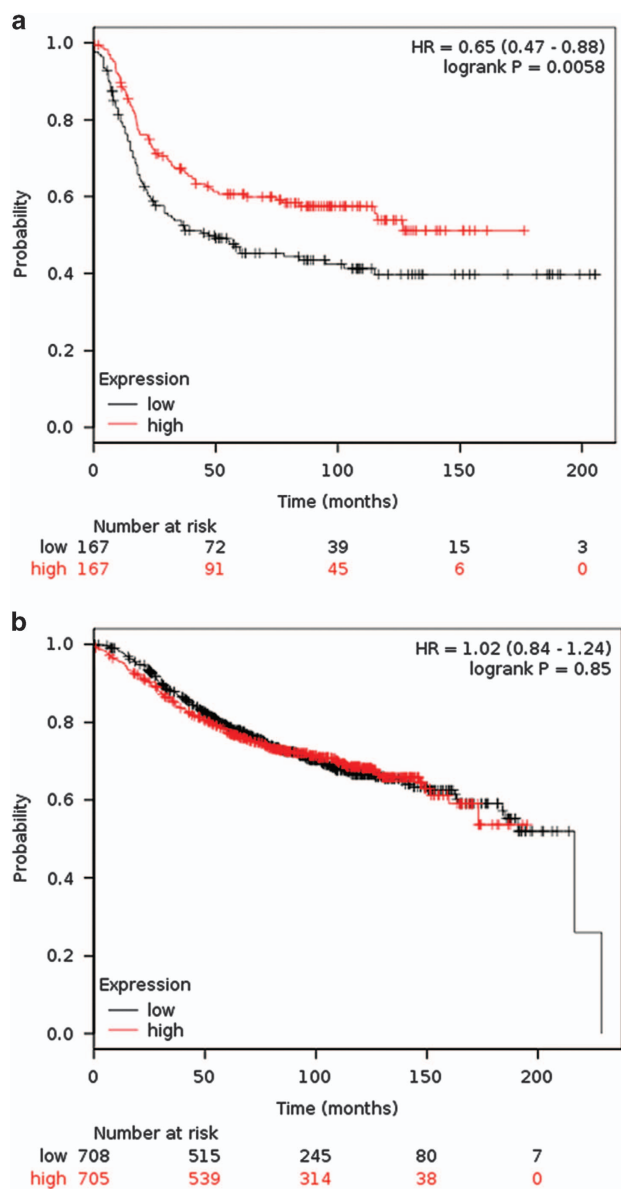 a
HR = 0.65 (0.47 - 0.88)
logrank P = 0.0058
1.0
0.8
0.6
0.4
0.2
0.0
Probability
Expression
low
high
0 50 100 150 200
Time (months)
Number at risk
low 167 72 39 15 3
high 167 91 45 6 0
b
HR = 1.02 (0.84 - 1.24)
logrank P = 0.85
1.0
0.8
0.6
0.4
0.2
0.0
Probability
Expression
low
high
0 50 100 150 200
Time (months)
Number at risk
low 708 515 245 80 7
high 705 539 314 38 0